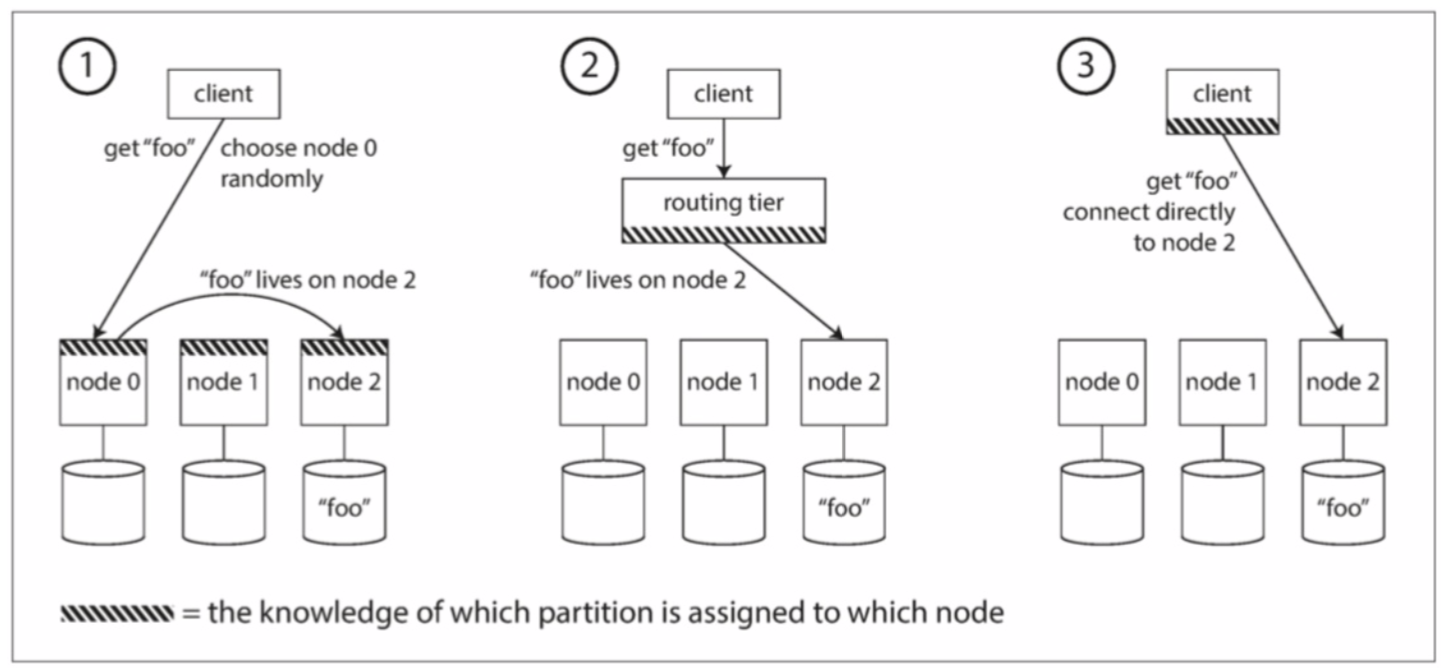 1
client
get “foo”
choose node 0
randomly
“foo” lives on node 2
node 0
node 1
node 2
“foo”
2
client
get “foo”
routing tier
“foo” lives on node 2
node 0
node 1
node 2
“foo”
3
client
get “foo”
connect directly
to node 2
node 0
node 1
node 2
“foo”
= the knowledge of which partition is assigned to which node